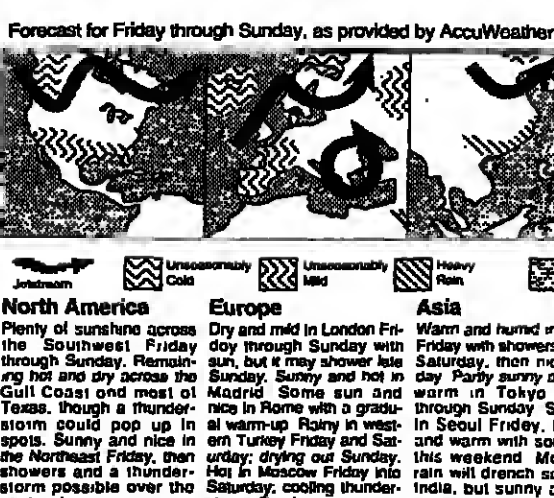 Forecast for Friday through Sunday, as provided by AccuWeather
Jetstream
Unseasonably
Cold
Unseasonably
Mild
Heavy
Rain
North America
Plenty of sunshine across
the Southwest Friday
through Sunday. Remain-
ing hot and dry across the
Gulf Coast and most of
Texas, though a thunder-
storm could pop up in
spots. Sunny and nice in
the Northeast Friday, then
showers and a thunder-
storm possible over the
Europe
Dry and mild in London Fri-
day through Sunday with
sun, but it may shower late
Sunday. Sunny and hot in
Madrid Some sun and
nice in Rome with a gradu-
al warm-up Rainy in west-
ern Turkey Friday and Sat-
urday; drying out Sunday.
Hot in Moscow Friday into
Saturday; cooling thunder-
Asia
Warm and humid
Friday with showers
Saturday, then
day Partly sunny
warm in Tokyo
through Sunday
in Seoul Friday,
and warm with
this weekend
rain will drench
India, but sunny